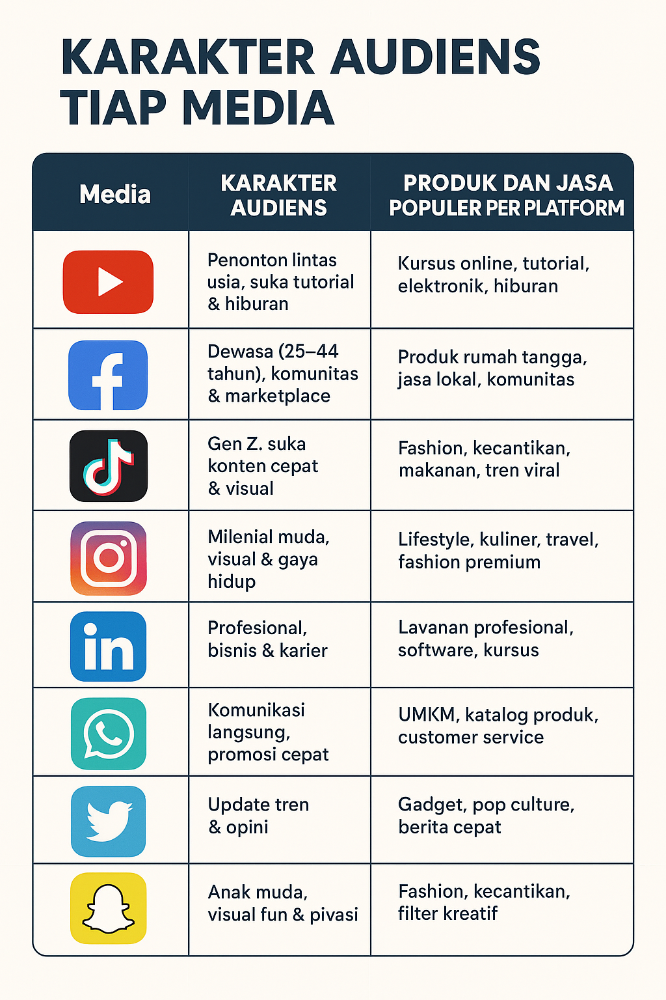 KARAKTER AUDIENS
TIAP MEDIA
Media
KARAKTER
AUDIENS
PRODUK DAN JASA
POPULER PER PLATFORM
Penonton lintas
usia, suka tutorial
& hiburan
Kursus online, tutorial,
elektronik, hiburan
Dewasa (25–44
tahun), komunitas
& marketplace
Produk rumah tangga,
jasa lokal, komunitas
Gen Z. suka
konten cepat
& visual
Fashion, kecantikan,
makanan, tren viral
Milenial muda,
visual & gaya
hidup
Lifestyle, kuliner, travel,
fashion premium
in
Profesional,
bisnis & karier
Lavanan profesional,
software, kursus
Komunikasi
langsung,
promosi cepat
UMKM, katalog produk,
customer service
Update tren
& opini
Gadget, pop culture,
berita cepat
Anak muda,
visual fun & pivasi
Fashion, kecantikan,
filter kreatif